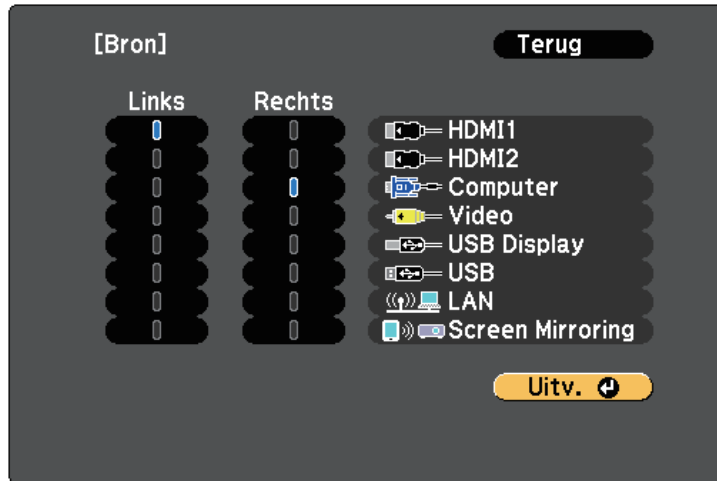 [Bron] Terug
Links Rechts
HDMI1
HDMI2
Computer
Video
USB Display
USB
LAN
Screen Mirroring
Uitv.